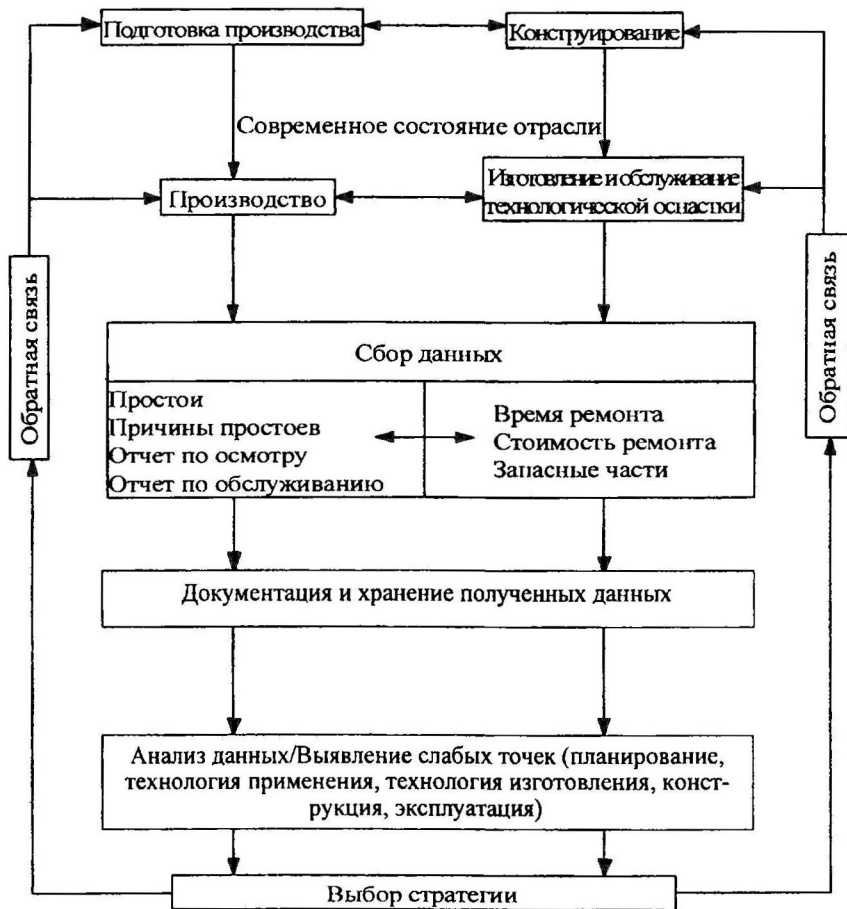 Подготовка производства
Конструирование
Современное состояние отрасли
Производство
Изготовление и обслуживание
технологической оснастки
Обратная связь
Обратная связь
Сбор данных
Простои
Причины простоев
Отчет по осмотру
Отчет по обслуживанию
Время ремонта
Стоимость ремонта
Запасные части
Документация и хранение полученных данных
Анализ данных/Выявление слабых точек (планирование,
технология применения, технология изготовления, конст-
рукция, эксплуатация)
Выбор стратегии